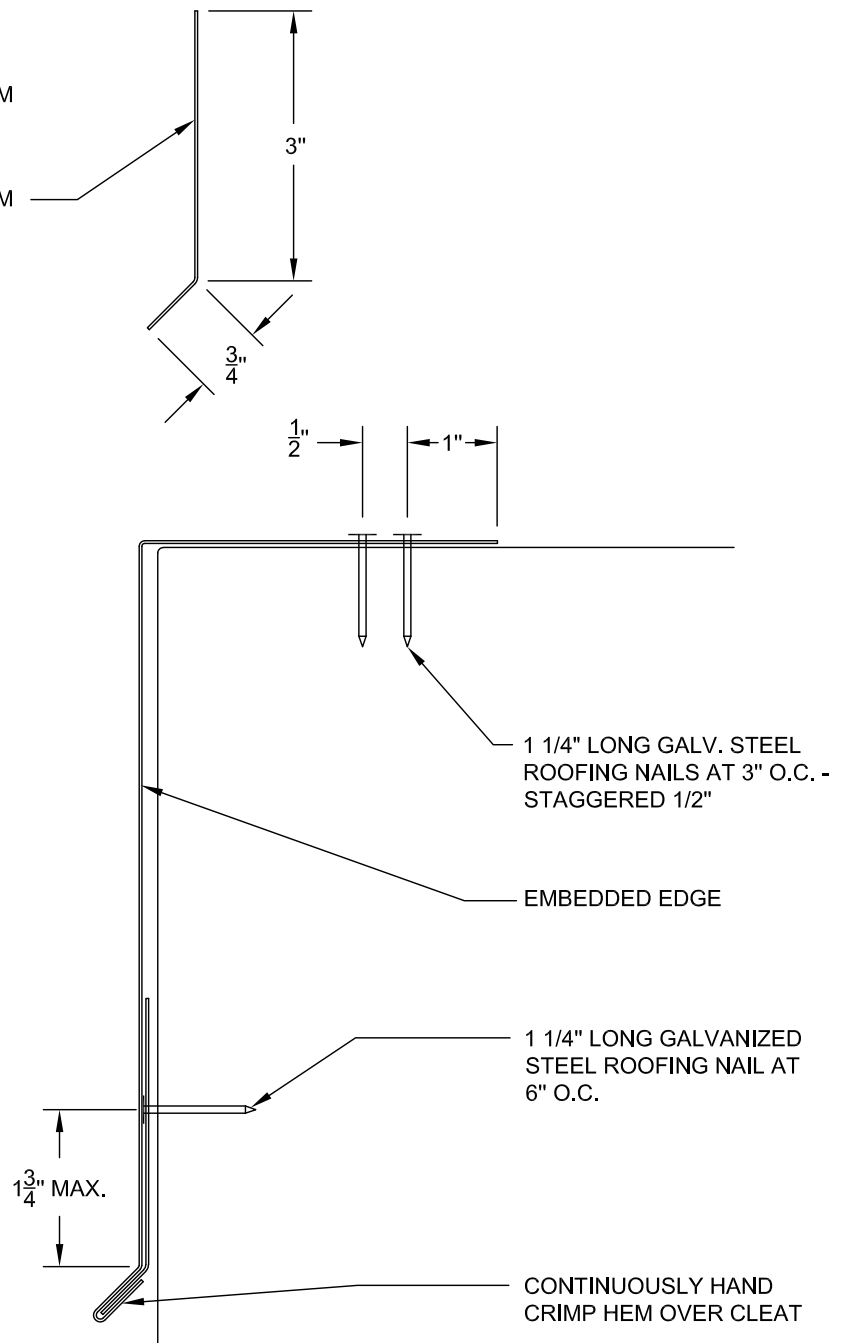 M
M
3"
3/4"
1/2"
1"
1 1/4" LONG GALV. STEEL
ROOFING NAILS AT 3" O.C. -
STAGGERED 1/2"
EMBEDDED EDGE
1 1/4" LONG GALVANIZED
STEEL ROOFING NAIL AT
6" O.C.
1 3/4" MAX.
CONTINUOUSLY HAND
CRIMP HEM OVER CLEAT